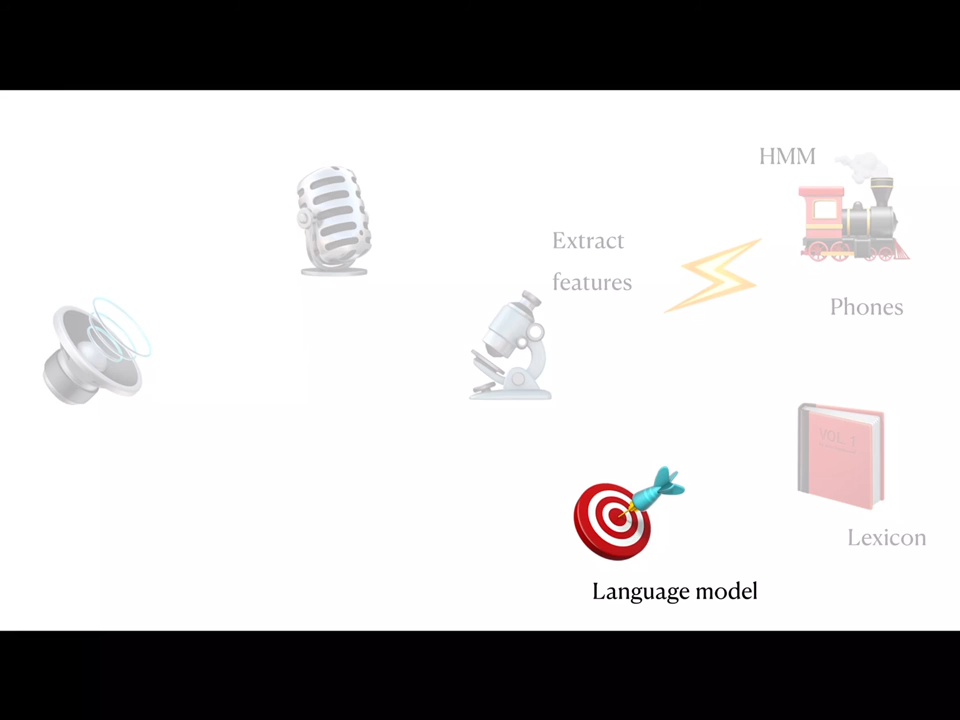 HMM
Extract
features
Phones
VOL. 1
Lexicon
Language model